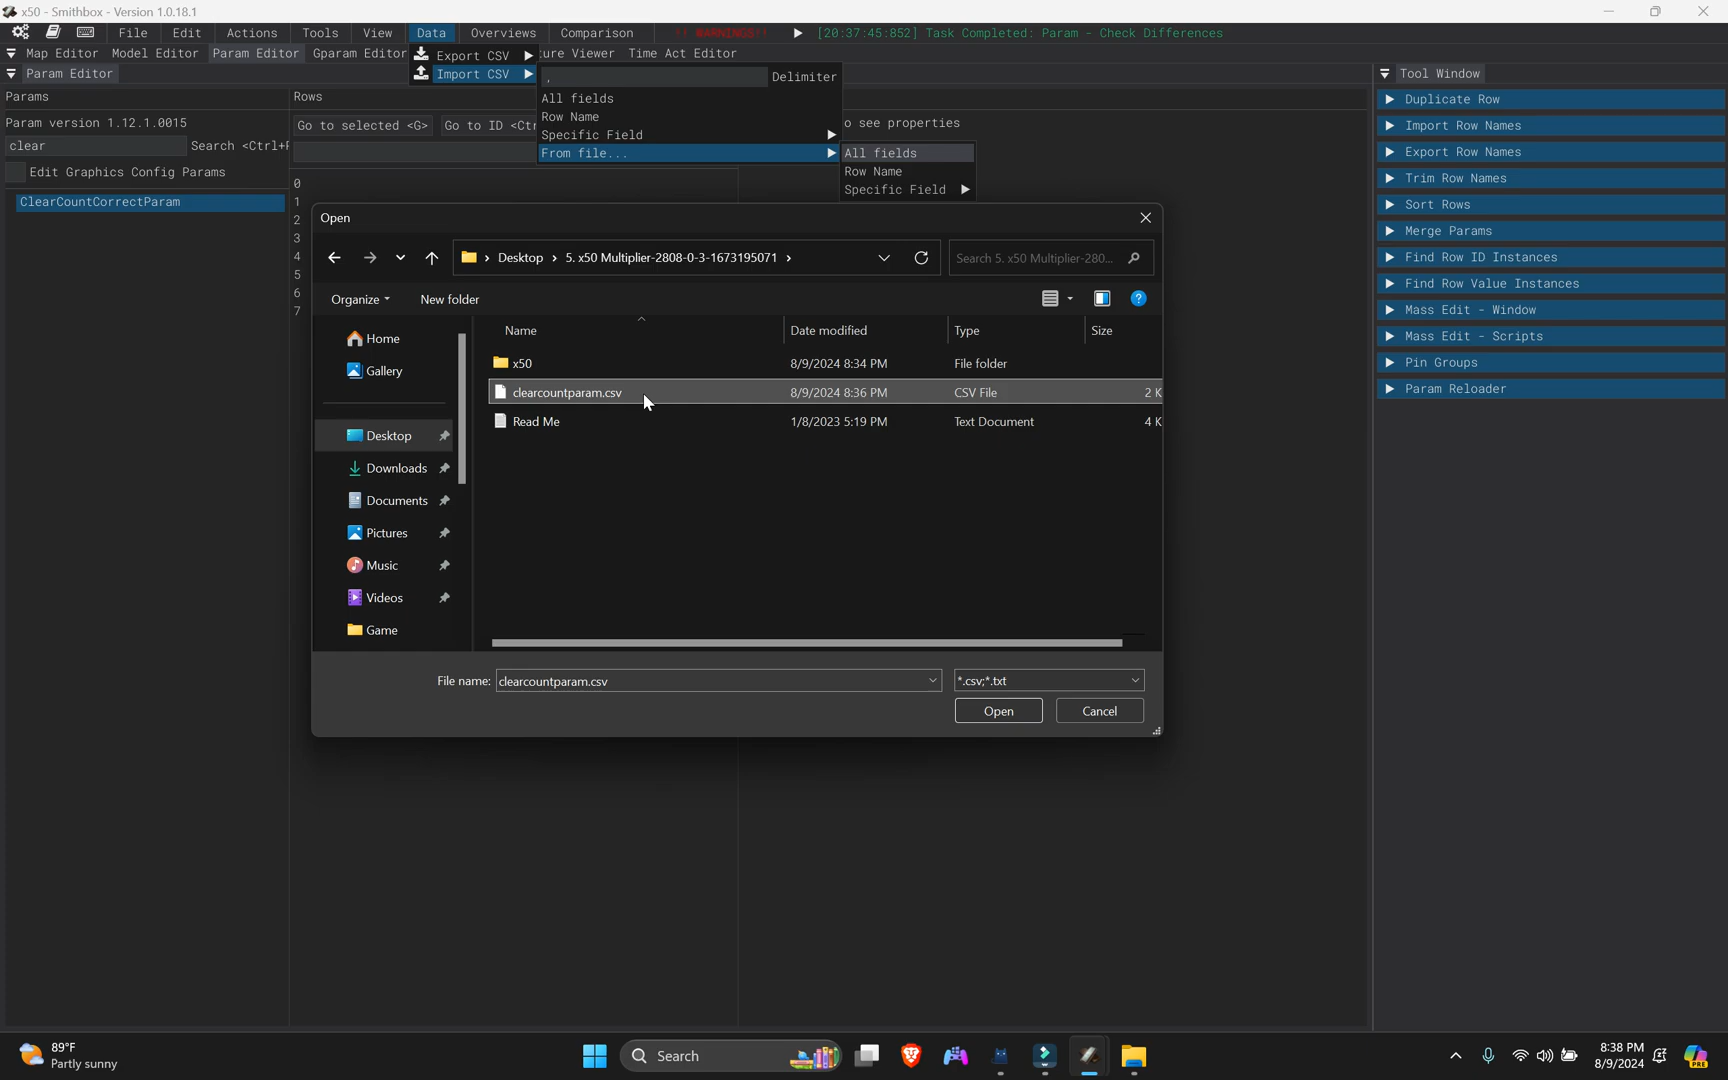 x50 - Smithbox - Version 1.0.18.1
File Edit Actions Tools View Data Overviews Comparison !! WARNINGS!! [20:37:45:852] Task Completed: Param - Check Differences
Map Editor Model Editor Param Editor Gparam Editor ure Viewer Time Act Editor
Export CSV
Import CSV
, Delimiter
All fields
Row Name
Specific Field
From file...
All fields
Row Name
Specific Field
Param Editor
Params
Param version 1.12.1.0015
clear Search <Ctrl+F
Edit Graphics Config Params
ClearCountCorrectParam
Rows
Go to selected <G> Go to ID <Ctr
o see properties
0
1
2
3
4
5
6
7
Open
Desktop › 5. x50 Multiplier-2808-0-3-1673195071 ›
Search 5. x50 Multiplier-280...
Organize New folder
Home
Gallery
Desktop
Downloads
Documents
Pictures
Music
Videos
Game
Name Date modified Type Size
x50 8/9/2024 8:34 PM File folder
clearcountparam.csv 8/9/2024 8:36 PM CSV File 2 K
Read Me 1/8/2023 5:19 PM Text Document 4 K
File name: clearcountparam.csv *.csv;*.txt
Open Cancel
Tool Window
Duplicate Row
Import Row Names
Export Row Names
Trim Row Names
Sort Rows
Merge Params
Find Row ID Instances
Find Row Value Instances
Mass Edit - Window
Mass Edit - Scripts
Pin Groups
Param Reloader
89°F
Partly sunny
Search
8:38 PM
8/9/2024
PRE